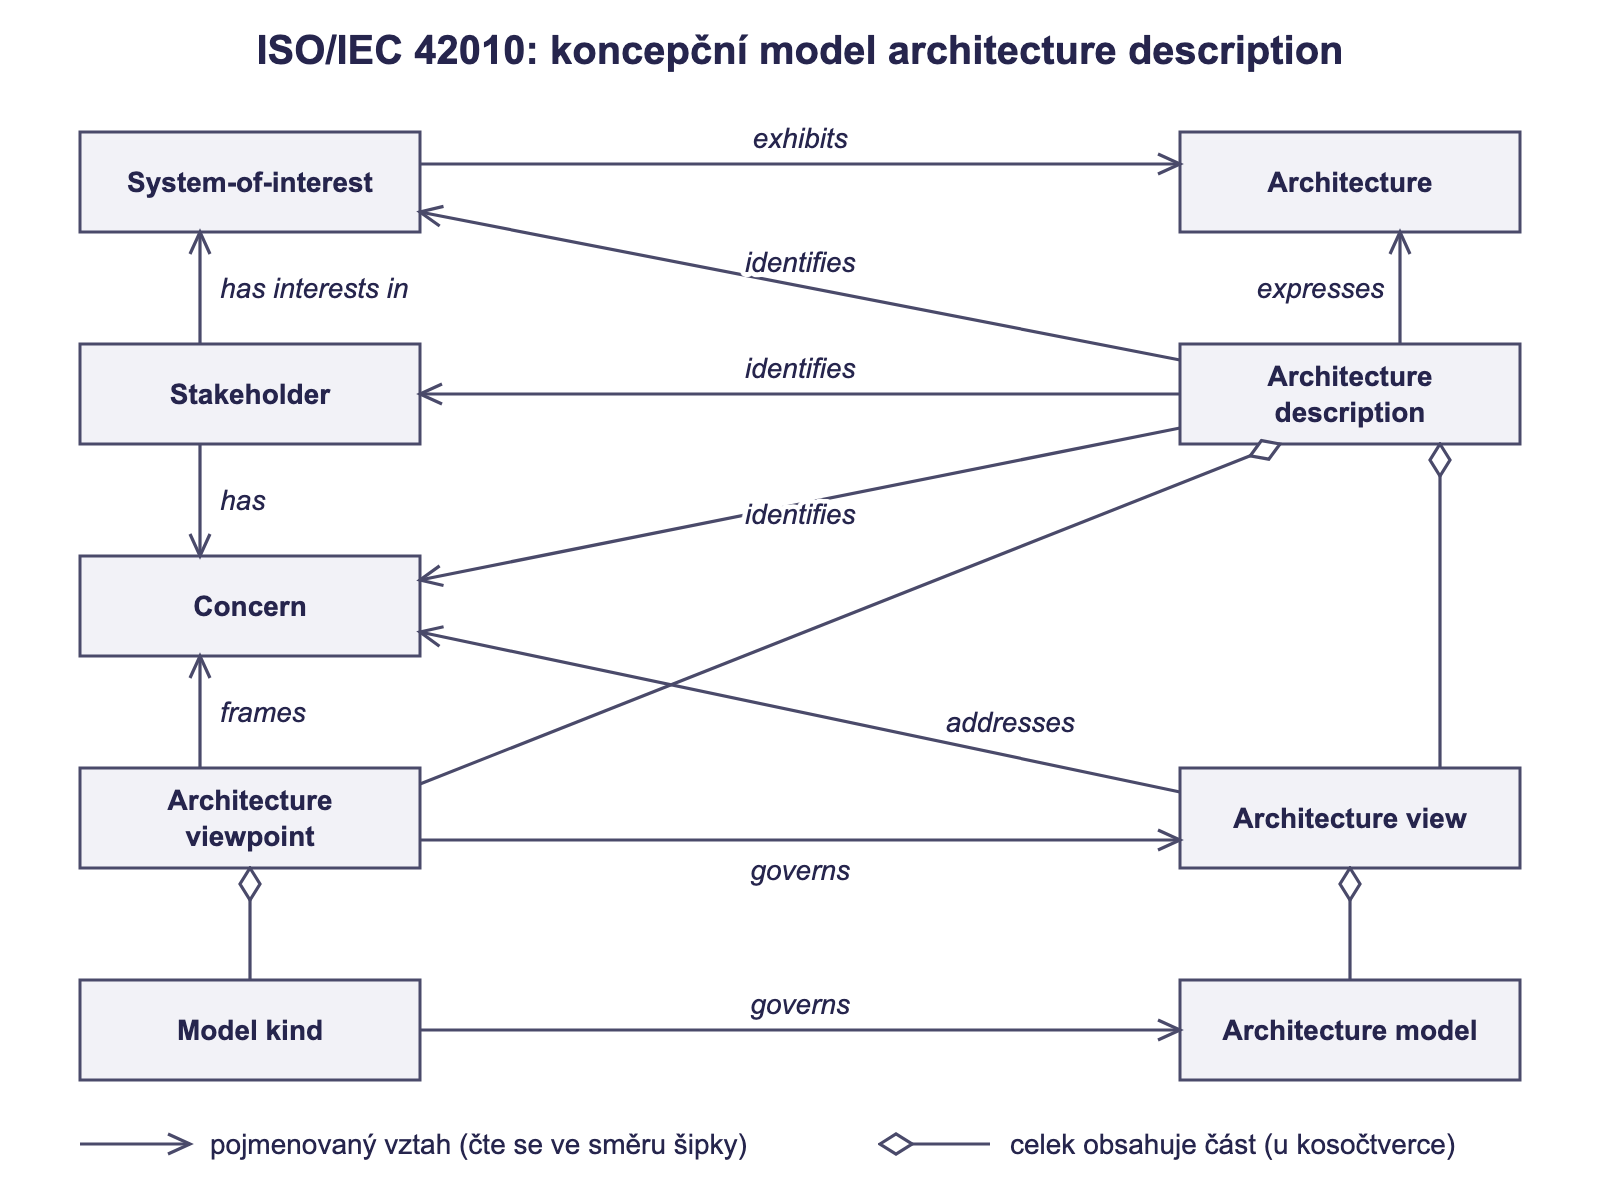 ISO/IEC 42010: koncepční model architecture description
exhibits
System-of-interest
Architecture
identifies
has interests in
expresses
identifies
Stakeholder
Architecture
description
has
identifies
Concern
frames
addresses
Architecture
viewpoint
Architecture view
governs
governs
Model kind
Architecture model
pojmenovaný vztah (čte se ve směru šipky)
celek obsahuje část (u kosočtverce)